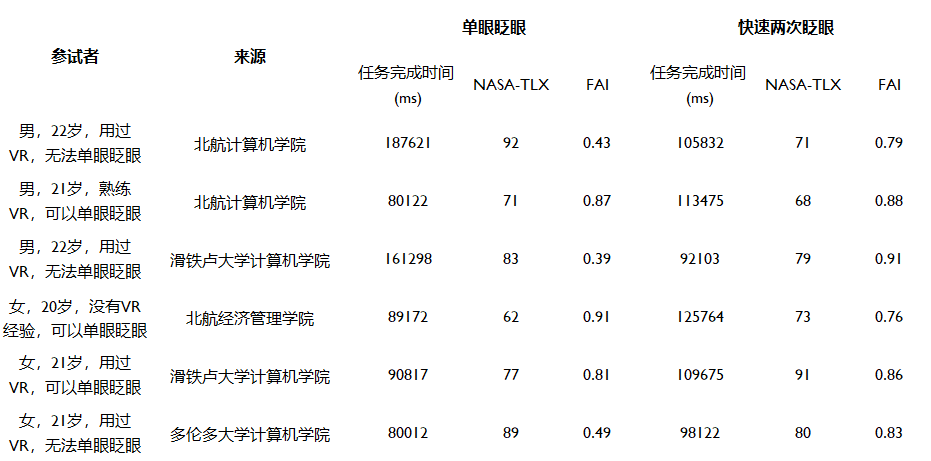 参试者 来源 单眼眨眼 快速两次眨眼
任务完成时间 (ms) NASA-TLX FAI 任务完成时间 (ms) NASA-TLX FAI
男，22岁，用过
VR，无法单眼眨眼 北航计算机学院 187621 92 0.43 105832 71 0.79
男，21岁，熟练
VR，可以单眼眨眼 北航计算机学院 80122 71 0.87 113475 68 0.88
男，22岁，用过
VR，无法单眼眨眼 滑铁卢大学计算机学院 161298 83 0.39 92103 79 0.91
女，20岁，没有VR
经验，可以单眼眨眼 北航经济管理学院 89172 62 0.91 125764 73 0.76
女，21岁，用过
VR，可以单眼眨眼 滑铁卢大学计算机学院 90817 77 0.81 109675 91 0.86
女，21岁，用过
VR，无法单眼眨眼 多伦多大学计算机学院 80012 89 0.49 98122 80 0.83